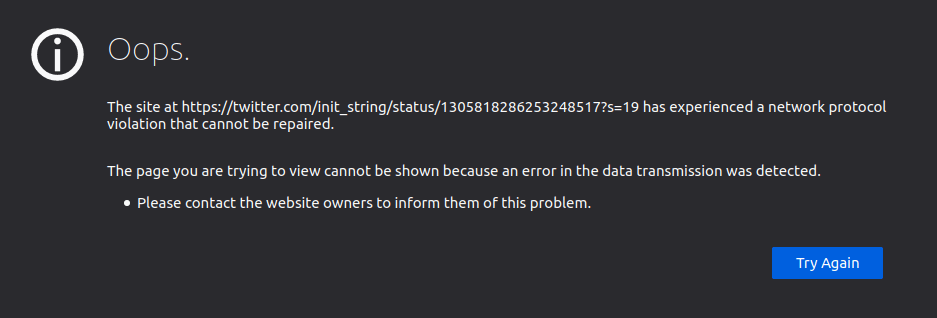 Oops.
The site at https://twitter.com/init_string/status/1305818286253248517?s=19 has experienced a network protocol
violation that cannot be repaired.
The page you are trying to view cannot be shown because an error in the data transmission was detected.
• Please contact the website owners to inform them of this problem.
Try Again